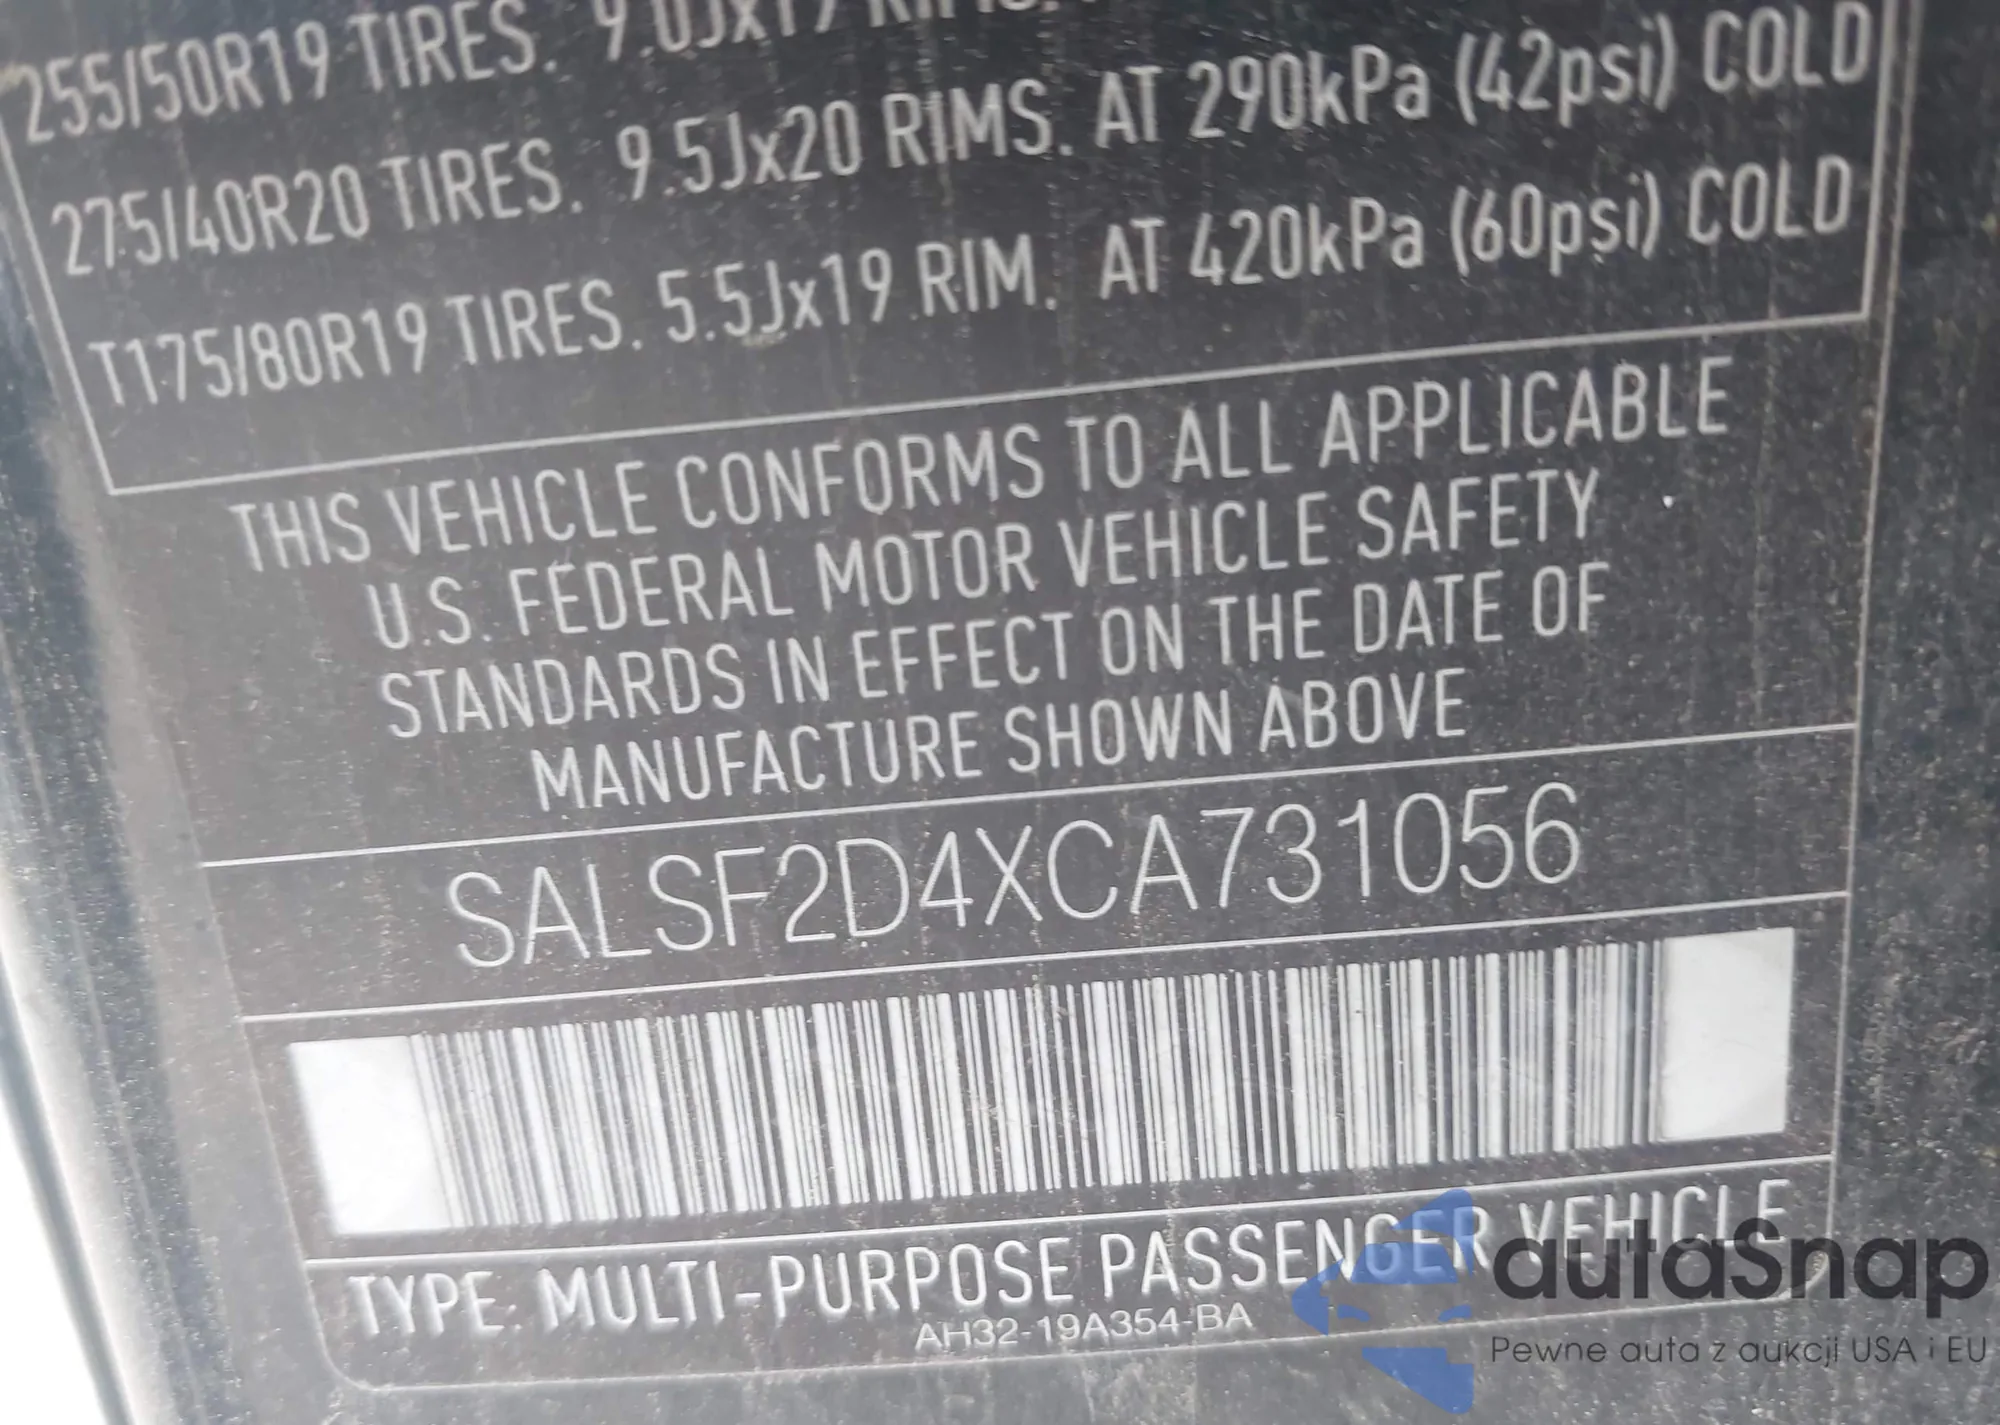 255/50R19 TIRES. 9.0Jx19 RIMS.
275/40R20 TIRES. 9.5Jx20 RIMS. AT 290kPa (42psi) COLD
T175/80R19 TIRES. 5.5Jx19 RIM. AT 420kPa (60psi) COLD
THIS VEHICLE CONFORMS TO ALL APPLICABLE
U.S. FEDERAL MOTOR VEHICLE SAFETY
STANDARDS IN EFFECT ON THE DATE OF
MANUFACTURE SHOWN ABOVE
SALSF2D4XCA731056
TYPE: MULTI-PURPOSE PASSENGER VEHICLE
AH32-19A354-BA
autaSnap
Pewne auta z aukcji USA i EU